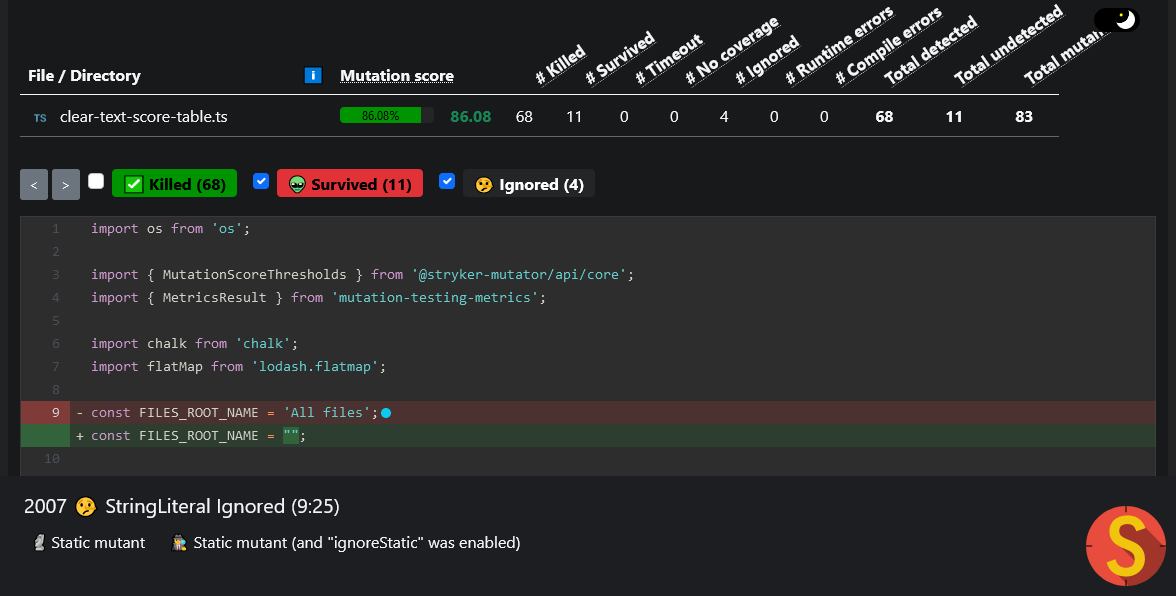 # Killed # Survived # Timeout # No coverage # Ignored # Runtime errors # Compile errors Total detected Total undetected Total mutan
File / Directory i Mutation score
TS clear-text-score-table.ts 86.08% 86.08 68 11 0 0 4 0 0 68 11 83
< > Killed (68) Survived (11) Ignored (4)
1 import os from 'os';
2
3 import { MutationScoreThresholds } from '@stryker-mutator/api/core';
4 import { MetricsResult } from 'mutation-testing-metrics';
5
6 import chalk from 'chalk';
7 import flatMap from 'lodash.flatmap';
8
9 - const FILES_ROOT_NAME = 'All files';
+ const FILES_ROOT_NAME = "";
10
2007 StringLiteral Ignored (9:25)
Static mutant Static mutant (and "ignoreStatic" was enabled)
S